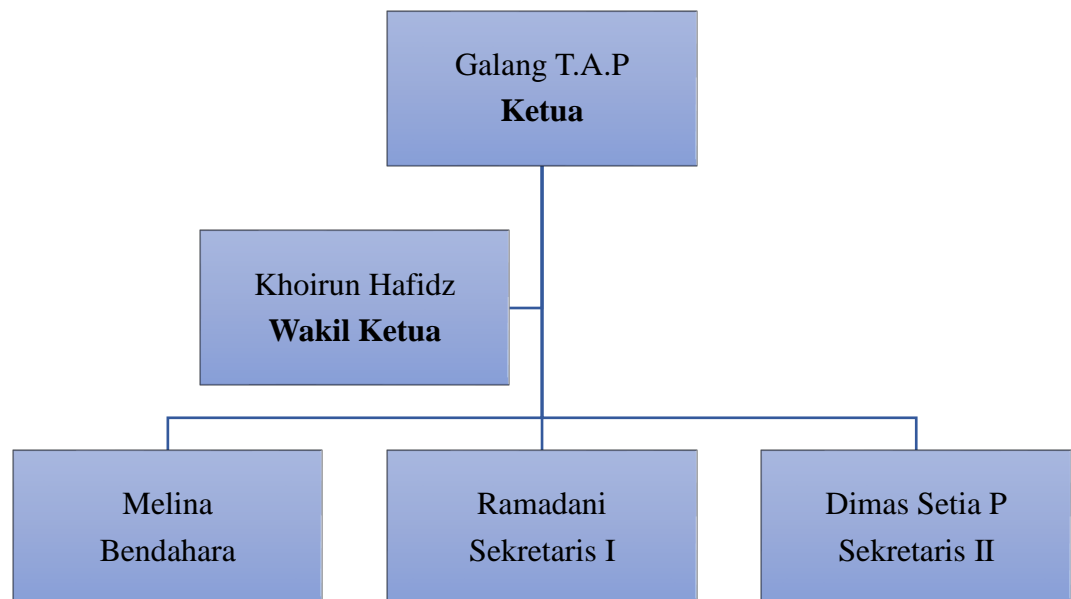 Galang T.A.P
Ketua
Khoirun Hafidz
Wakil Ketua
Melina
Bendahara
Ramadani
Sekretaris I
Dimas Setia P
Sekretaris II